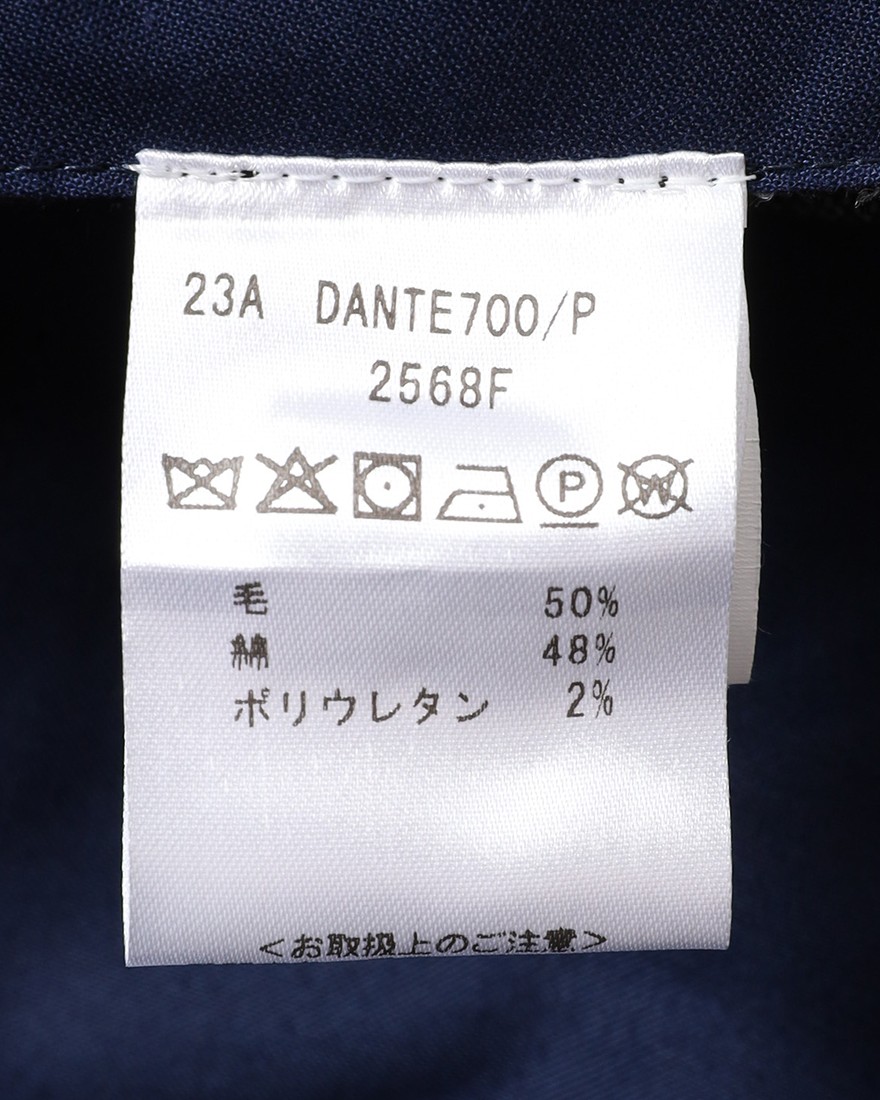 23A DANTE700/P
2568F
P
W
毛 50%
綿 48%
ポリウレタン 2%
<お取扱上のご注意>